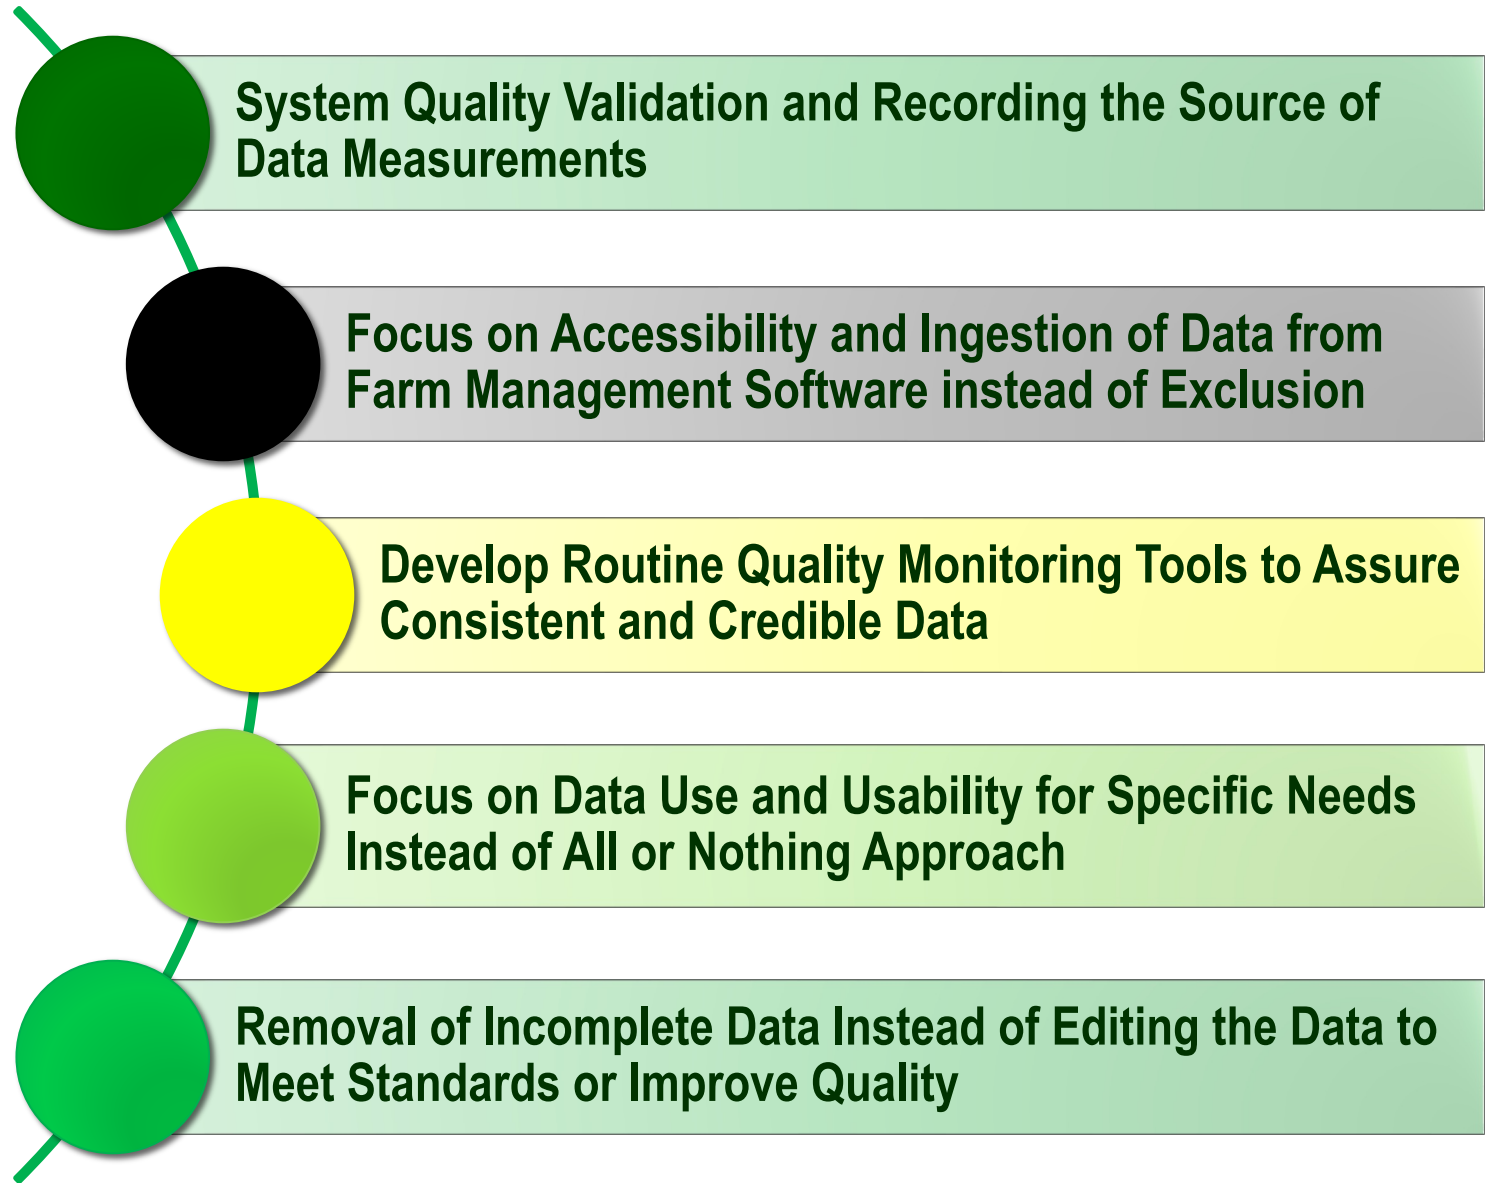 System Quality Validation and Recording the Source of
Data Measurements
Focus on Accessibility and Ingestion of Data from
Farm Management Software instead of Exclusion
Develop Routine Quality Monitoring Tools to Assure
Consistent and Credible Data
Focus on Data Use and Usability for Specific Needs
Instead of All or Nothing Approach
Removal of Incomplete Data Instead of Editing the Data to
Meet Standards or Improve Quality